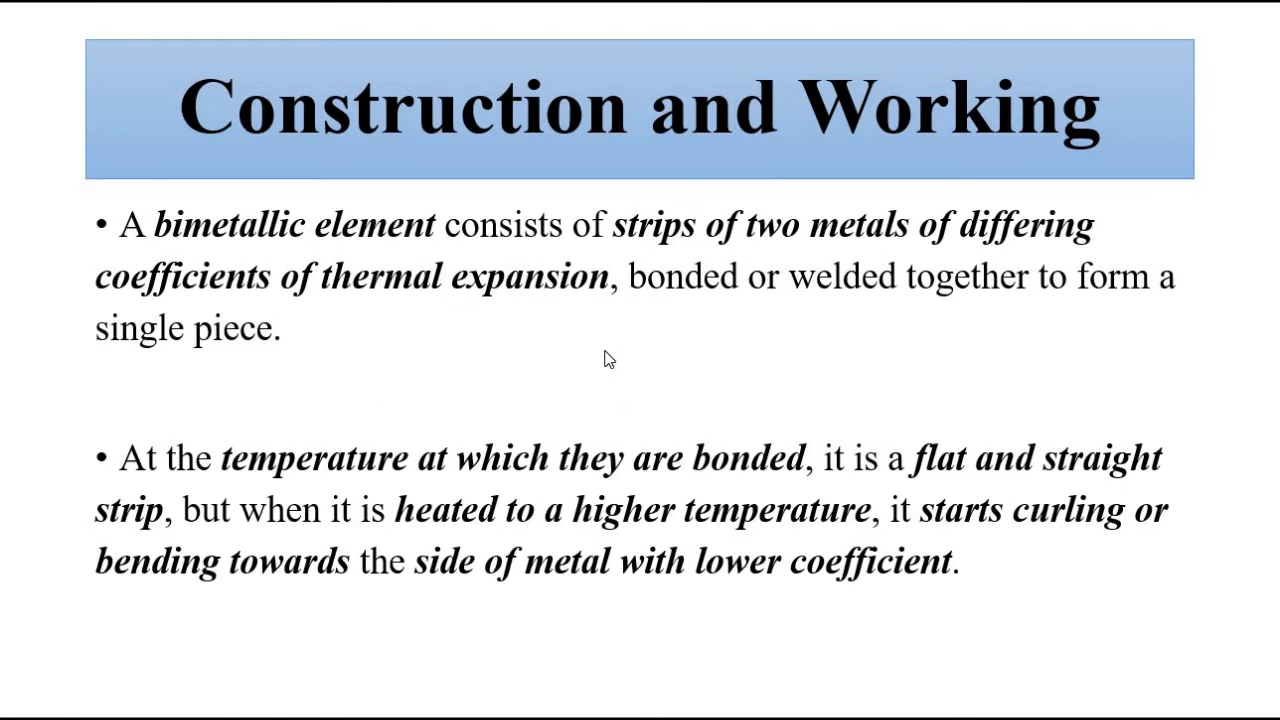 Construction and Working
• A bimetallic element consists of strips of two metals of differing
coefficients of thermal expansion, bonded or welded together to form a
single piece.
• At the temperature at which they are bonded, it is a flat and straight
strip, but when it is heated to a higher temperature, it starts curling or
bending towards the side of metal with lower coefficient.